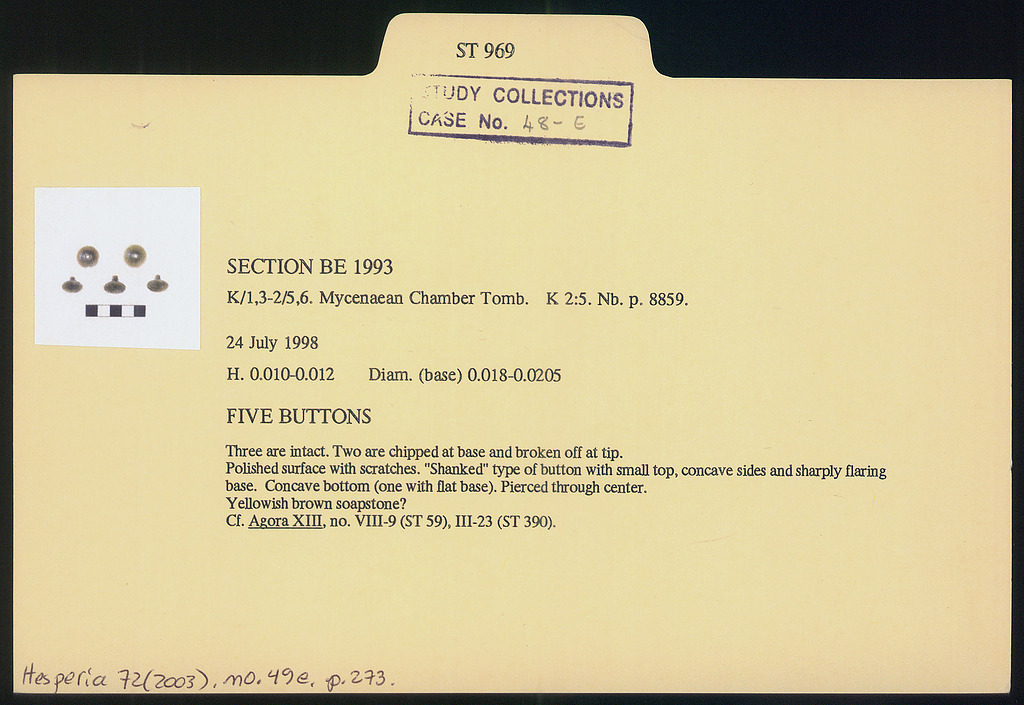 ST 969
STUDY COLLECTIONS
CASE No. 48-E
SECTION BE 1993
K/1,3-2/5,6. Mycenaean Chamber Tomb. K 2:5. Nb. p. 8859.
24 July 1998
H. 0.010-0.012 Diam. (base) 0.018-0.0205
FIVE BUTTONS
Three are intact. Two are chipped at base and broken off at tip.
Polished surface with scratches. "Shanked" type of button with small top, concave sides and sharply flaring
base. Concave bottom (one with flat base). Pierced through center.
Yellowish brown soapstone?
Cf. Agora XIII, no. VIII-9 (ST 59), III-23 (ST 390).
Hesperia 72(2003), no. 49e, p. 273.